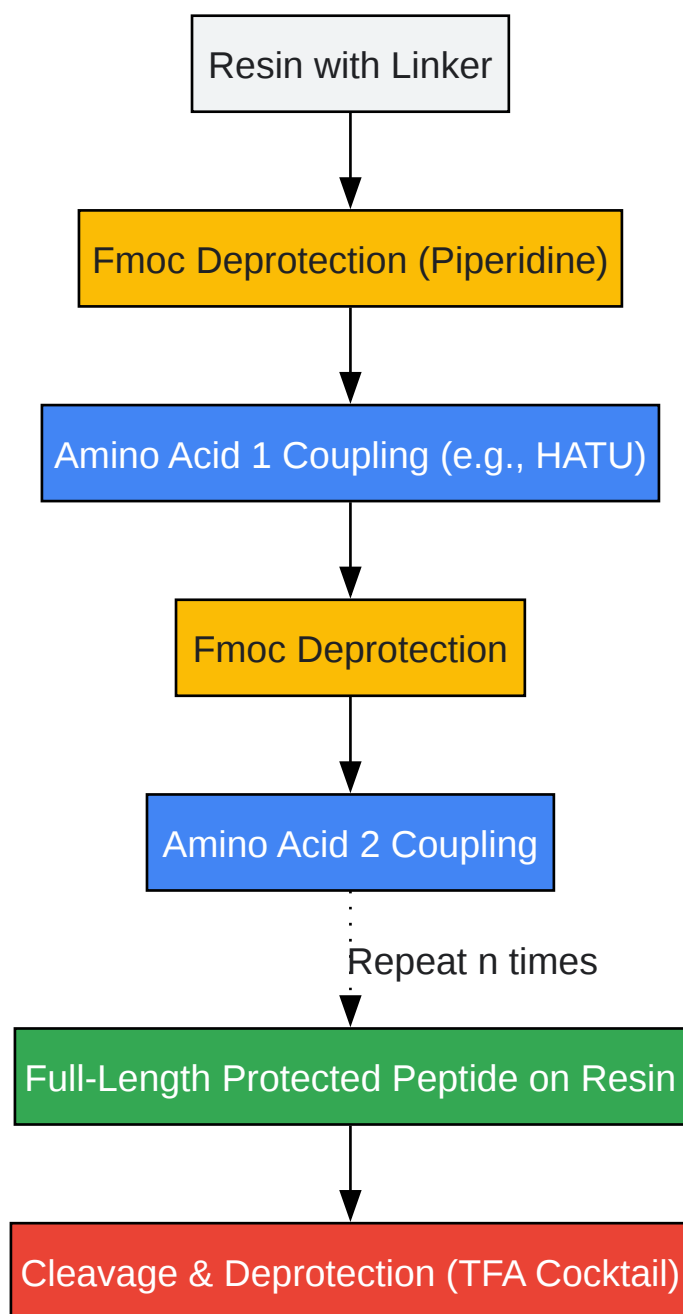 Resin with Linker
Fmoc Deprotection (Piperidine)
Amino Acid 1 Coupling (e.g., HATU)
Fmoc Deprotection
Amino Acid 2 Coupling
Repeat n times
Full-Length Protected Peptide on Resin
Cleavage & Deprotection (TFA Cocktail)